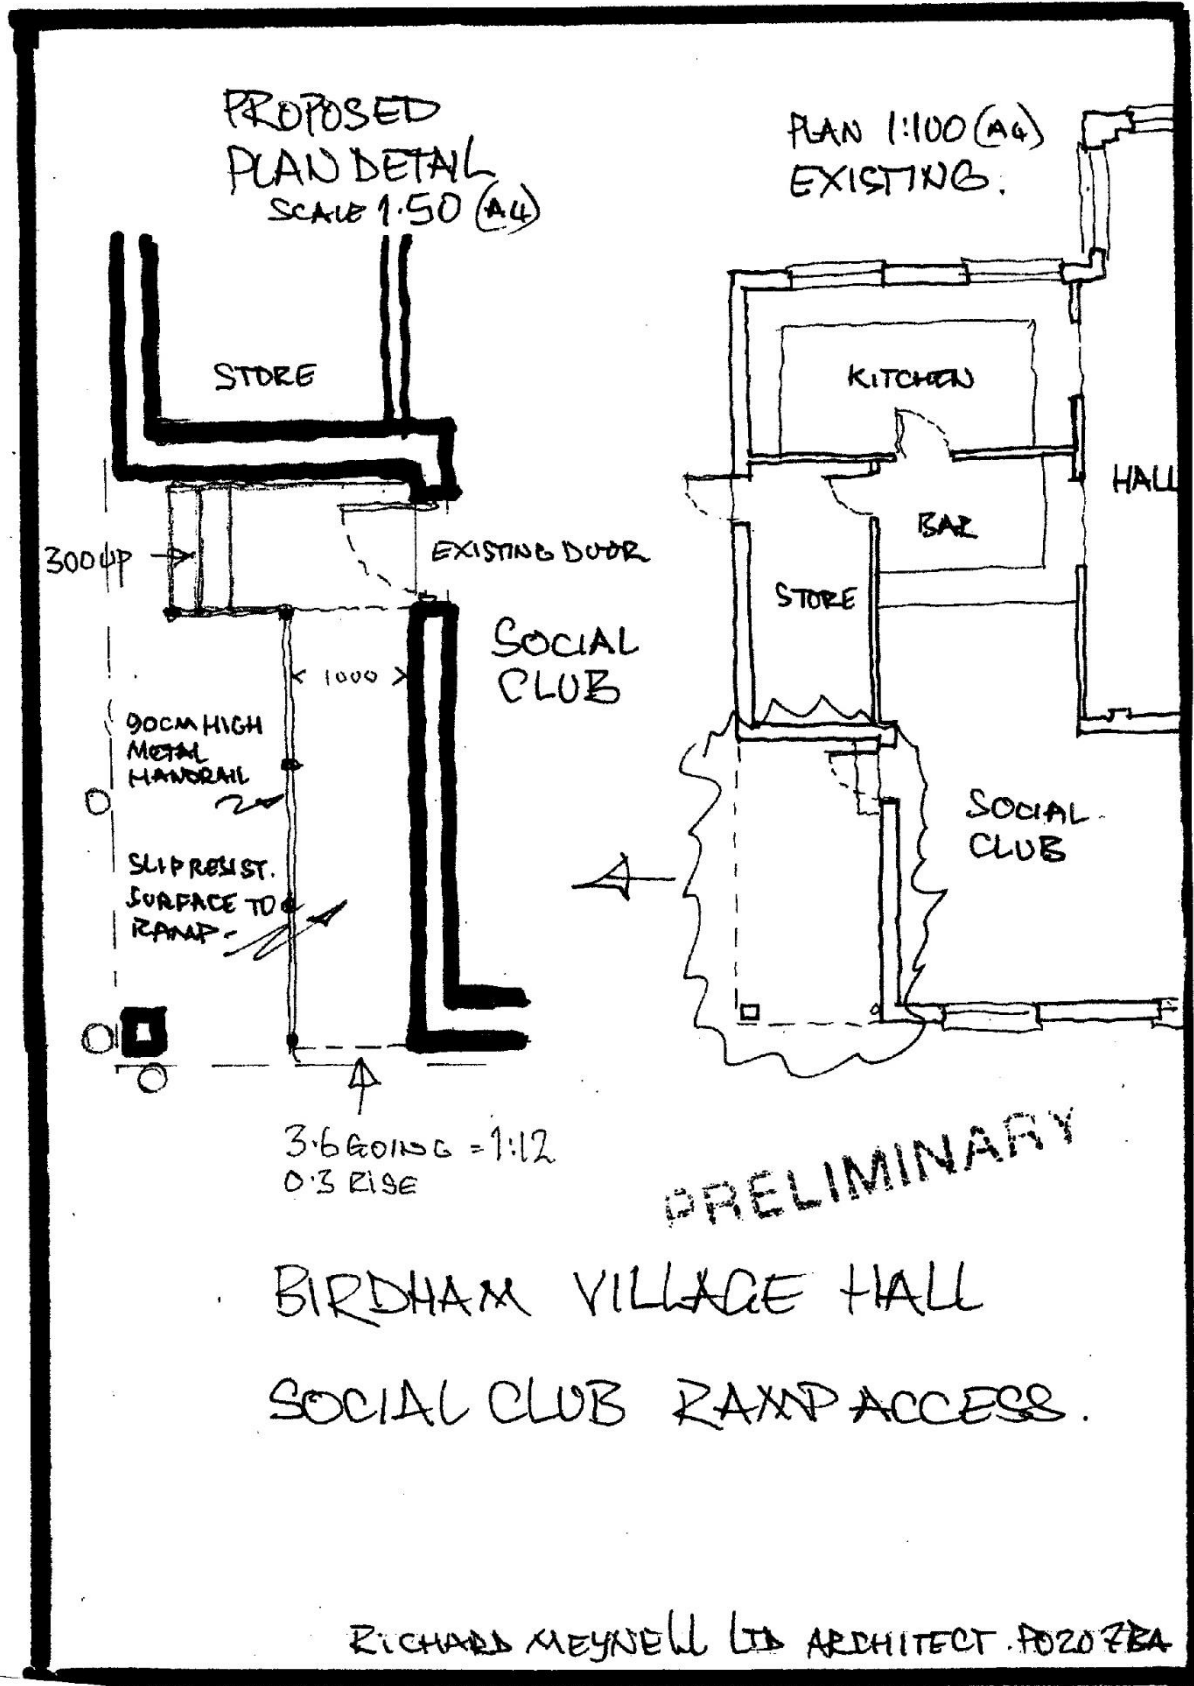 PROPOSED
PLAN DETAIL
SCALE 1:50 (A4)
STORE
300 UP
EXISTING DOOR
SOCIAL
CLUB
1000
90CM HIGH
METAL
HANDRAIL
SLIP RESIST.
SURFACE TO
RAMP.
3.6 GOING = 1:12
0.3 RISE
PLAN 1:100 (A4)
EXISTING.
KITCHEN
HALL
BAR
STORE
SOCIAL
CLUB
PRELIMINARY
BIRDHAM VILLAGE HALL
SOCIAL CLUB RAMP ACCESS.
RICHARD MEYNELL LTD ARCHITECT. PO20 7BA